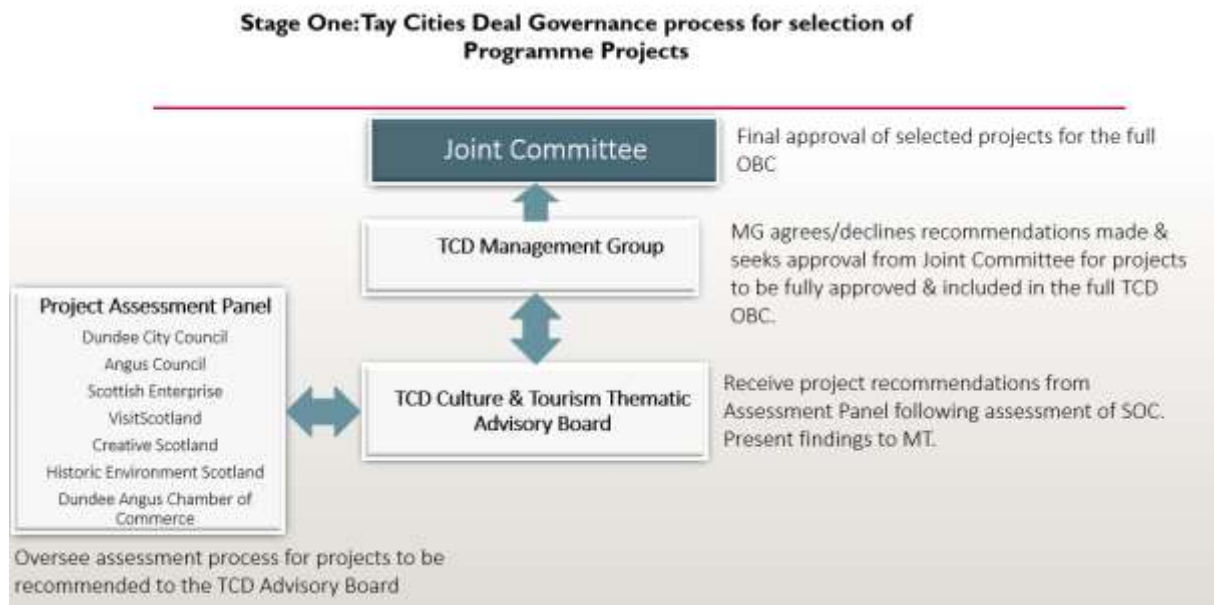 Stage One: Tay Cities Deal Governance process for selection of
Programme Projects
Joint Committee
Final approval of selected projects for the full
OBC
TCD Management Group
MG agrees/declines recommendations made &
seeks approval from Joint Committee for projects
to be fully approved & included in the full TCD
OBC.
Project Assessment Panel
Dundee City Council
Angus Council
Scottish Enterprise
VisitScotland
Creative Scotland
Historic Environment Scotland
Dundee Angus Chamber of
Commerce
TCD Culture & Tourism Thematic
Advisory Board
Receive project recommendations from
Assessment Panel following assessment of SOC.
Present findings to MT.
Oversee assessment process for projects to be
recommended to the TCD Advisory Board